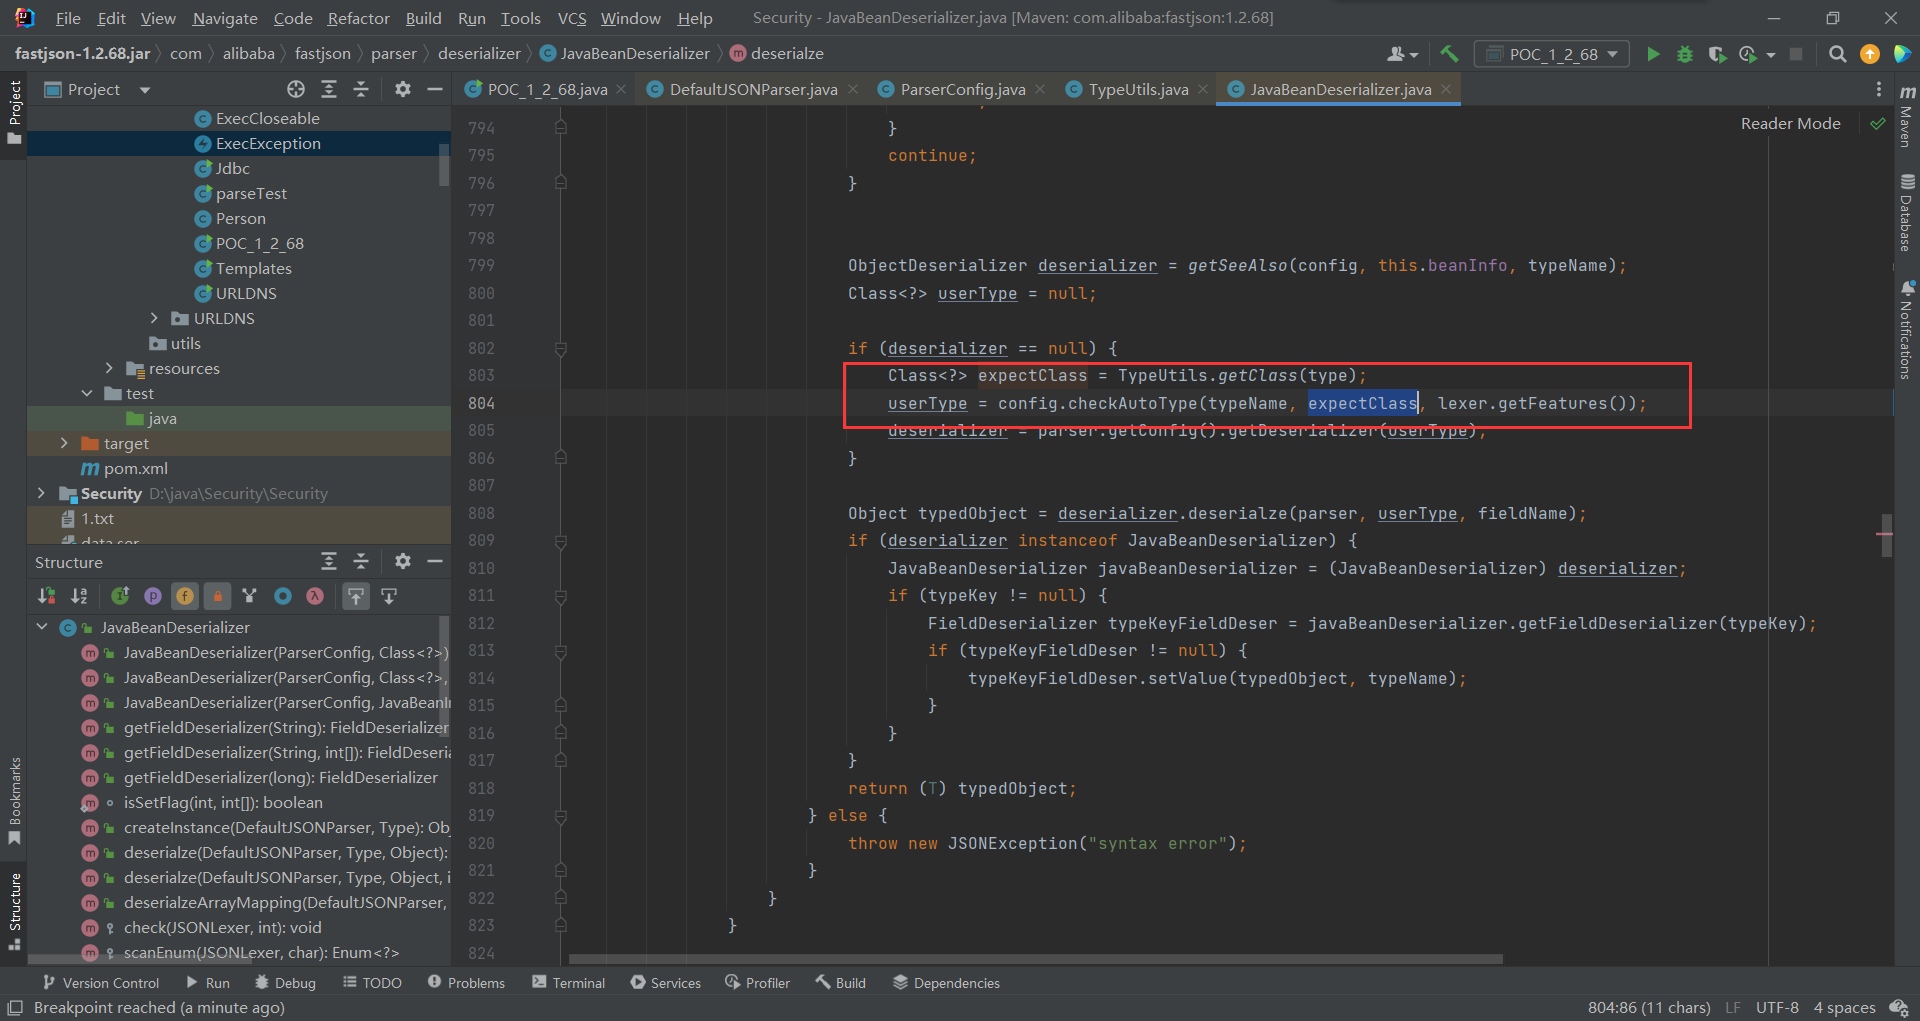 File Edit View Navigate Code Refactor Build Run Tools VCS Window Help Security - JavaBeanDeserializer.java [Maven: com.alibaba:fastjson:1.2.68]
fastjson-1.2.68.jar com alibaba fastjson parser deserializer JavaBeanDeserializer deserialze POC_1_2_68
Project
POC_1_2_68.java DefaultJSONParser.java ParserConfig.java TypeUtils.java JavaBeanDeserializer.java
Project
ExecCloseable
ExecException
Jdbc
parseTest
Person
POC_1_2_68
Templates
URLDNS
URLDNS
utils
resources
test
java
target
pom.xml
Security D:\java\Security\Security
1.txt
data.ser
Structure
JavaBeanDeserializer
JavaBeanDeserializer(ParserConfig, Class<?>)
JavaBeanDeserializer(ParserConfig, Class<?>,
JavaBeanDeserializer(ParserConfig, JavaBeanI
getFieldDeserializer(String): FieldDeserializer
getFieldDeserializer(String, int[]): FieldDeseria
getFieldDeserializer(long): FieldDeserializer
isSetFlag(int, int[]): boolean
createInstance(DefaultJSONParser, Type): Obj
deserialze(DefaultJSONParser, Type, Object):
deserialze(DefaultJSONParser, Type, Object, i
deserialzeArrayMapping(DefaultJSONParser,
check(JSONLexer, int): void
scanEnum(JSONLexer, char): Enum<?>
Bookmarks
Structure
Reader Mode
794 }
795 continue;
796 }
797
798
799 ObjectDeserializer deserializer = getSeeAlso(config, this.beanInfo, typeName);
800 Class<?> userType = null;
801
802 if (deserializer == null) {
803 Class<?> expectClass = TypeUtils.getClass(type);
804 userType = config.checkAutoType(typeName, expectClass, lexer.getFeatures());
805 deserializer = parser.getConfig().getDeserializer(userType);
806 }
807
808 Object typedObject = deserializer.deserialze(parser, userType, fieldName);
809 if (deserializer instanceof JavaBeanDeserializer) {
810 JavaBeanDeserializer javaBeanDeserializer = (JavaBeanDeserializer) deserializer;
811 if (typeKey != null) {
812 FieldDeserializer typeKeyFieldDeser = javaBeanDeserializer.getFieldDeserializer(typeKey);
813 if (typeKeyFieldDeser != null) {
814 typeKeyFieldDeser.setValue(typedObject, typeName);
815 }
816 }
817 }
818 return (T) typedObject;
819 } else {
820 throw new JSONException("syntax error");
821 }
822 }
823 }
824
Maven
Database
Notifications
Version Control Run Debug TODO Problems Terminal Services Profiler Build Dependencies
Breakpoint reached (a minute ago) 804:86 (11 chars) LF UTF-8 4 spaces